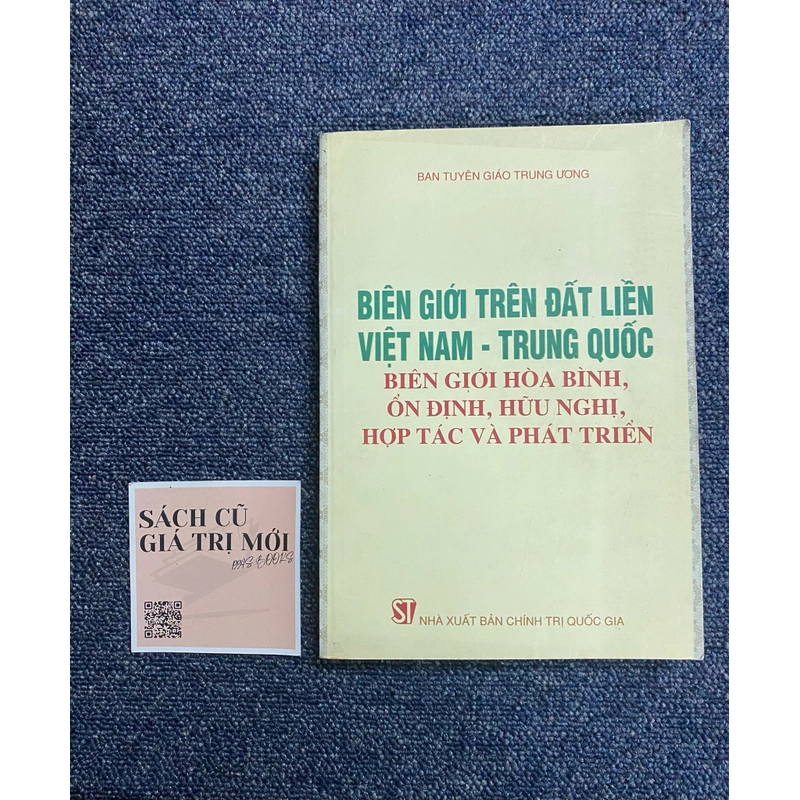 BAN TUYÊN GIÁO TRUNG ƯƠNG
BIÊN GIỚI TRÊN ĐẤT LIỀN
VIỆT NAM - TRUNG QUỐC
BIÊN GIỚI HÒA BÌNH,
ỔN ĐỊNH, HỮU NGHỊ,
HỢP TÁC VÀ PHÁT TRIỂN
ST NHÀ XUẤT BẢN CHÍNH TRỊ QUỐC GIA
SÁCH CŨ
GIÁ TRỊ MỚI
BOOKS